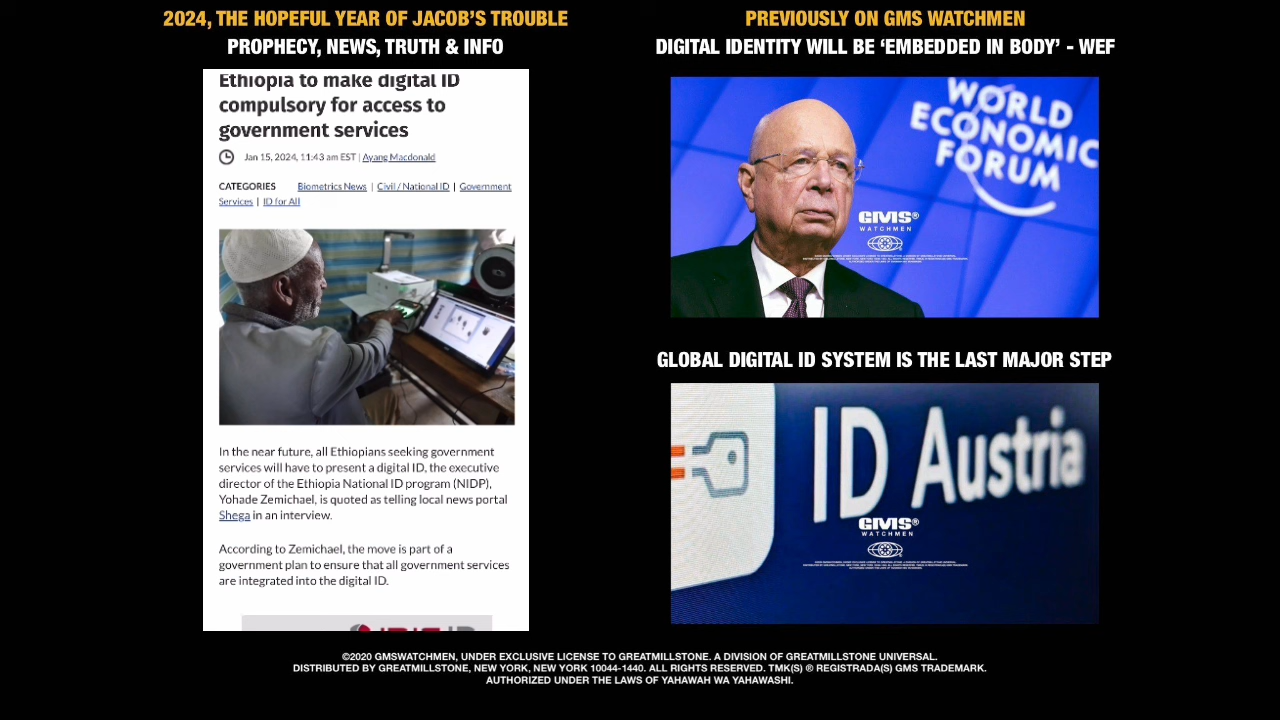 2024, THE HOPEFUL YEAR OF JACOB'S TROUBLE
PROPHECY, NEWS, TRUTH & INFO
Ethiopia to make digital ID
compulsory for access to
government services
Jan 15, 2024, 11:43 am EST | Ayang Macdonald
CATEGORIES Biometrics News | Civil / National ID | Government
Services | ID for All
In the near future, all Ethiopians seeking government
services will have to present a digital ID, the executive
director of the Ethiopia National ID program (NIDP),
Yohade Zemichael, is quoted as telling local news portal
Shega in an interview.
According to Zemichael, the move is part of a
government plan to ensure that all government services
are integrated into the digital ID.
PREVIOUSLY ON GMS WATCHMEN
DIGITAL IDENTITY WILL BE ‘EMBEDDED IN BODY’ - WEF
WORLD
ECONOMIC
FORUM
GMS®
WATCHMEN
GLOBAL DIGITAL ID SYSTEM IS THE LAST MAJOR STEP
ID Austria
GMS®
WATCHMEN
©2020 GMSWATCHMEN, UNDER EXCLUSIVE LICENSE TO GREATMILLSTONE. A DIVISION OF GREATMILLSTONE UNIVERSAL.
DISTRIBUTED BY GREATMILLSTONE, NEW YORK, NEW YORK 10044-1440. ALL RIGHTS RESERVED. TMK(S) ® REGISTRADA(S) GMS TRADEMARK.
AUTHORIZED UNDER THE LAWS OF YAHAWAH WA YAHAWASHI.